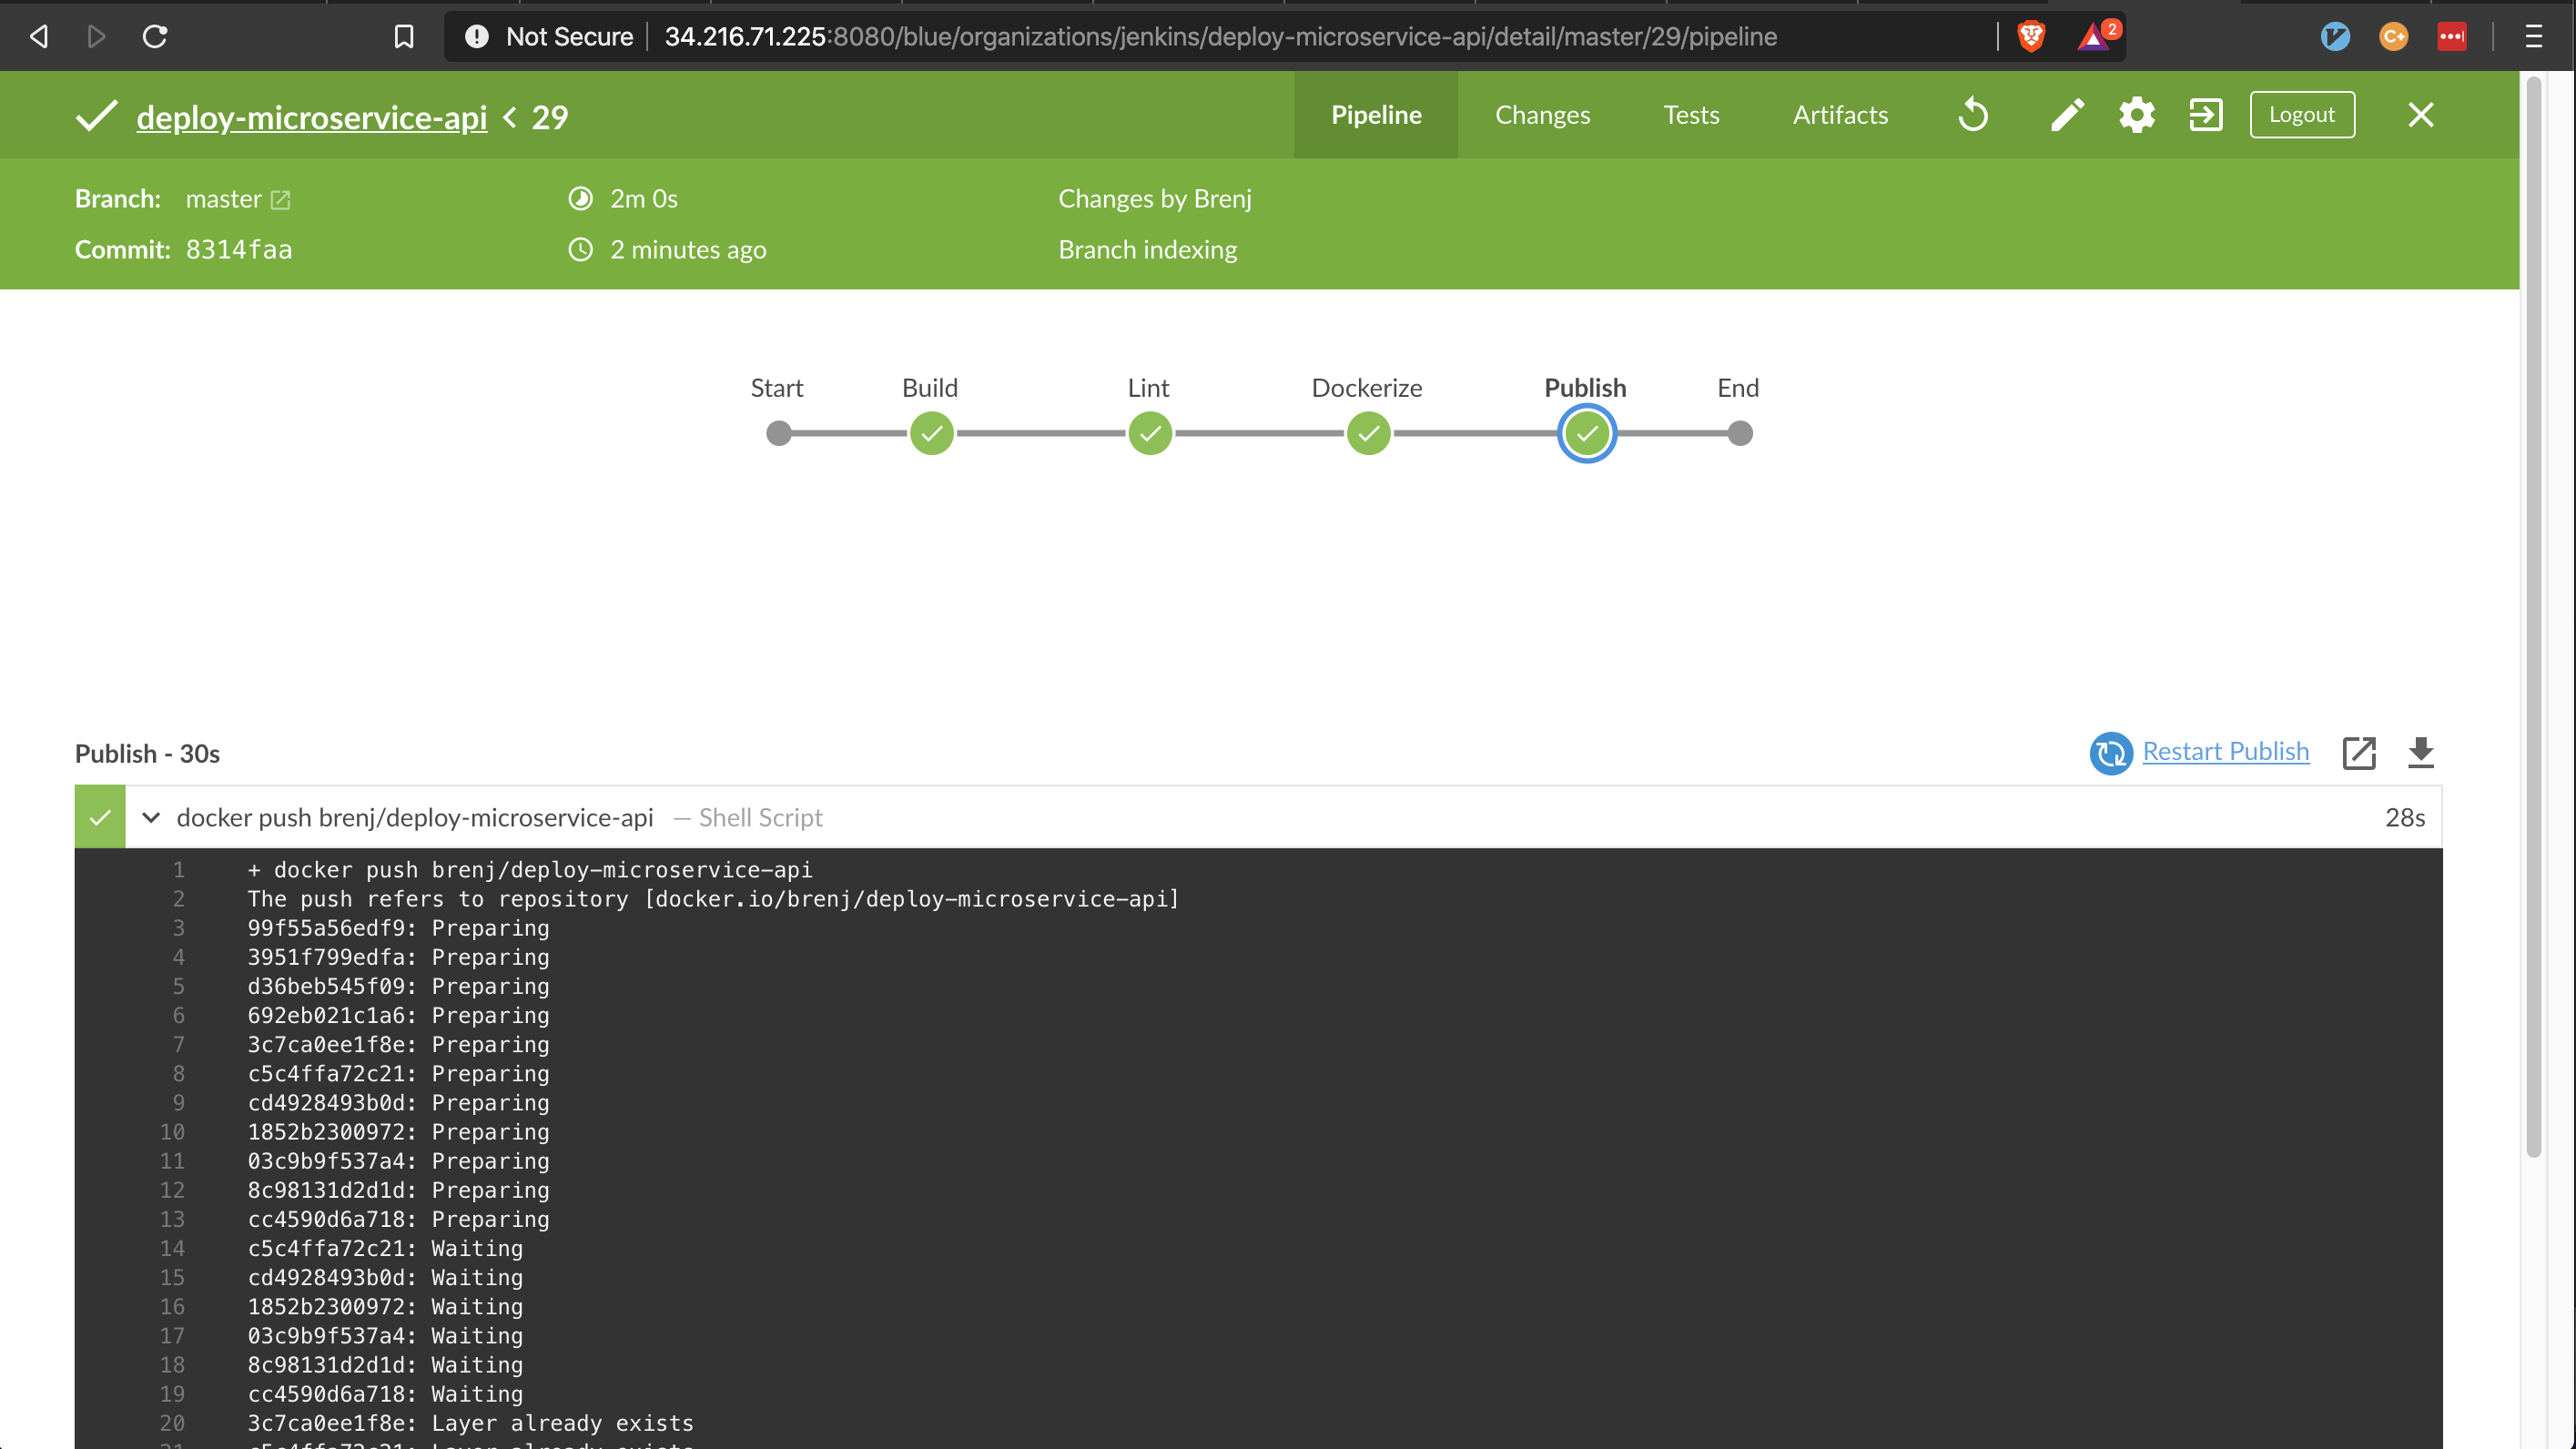 Not Secure 34.216.71.225:8080/blue/organizations/jenkins/deploy-microservice-api/detail/master/29/pipeline 2 C+
deploy-microservice-api < 29 Pipeline Changes Tests Artifacts Logout
Branch: master 2m 0s Changes by Brenj
Commit: 8314faa 2 minutes ago Branch indexing
Start Build Lint Dockerize Publish End
Publish - 30s Restart Publish
docker push brenj/deploy-microservice-api — Shell Script 28s
1 + docker push brenj/deploy-microservice-api
2 The push refers to repository [docker.io/brenj/deploy-microservice-api]
3 99f55a56edf9: Preparing
4 3951f799edfa: Preparing
5 d36beb545f09: Preparing
6 692eb021c1a6: Preparing
7 3c7ca0ee1f8e: Preparing
8 c5c4ffa72c21: Preparing
9 cd4928493b0d: Preparing
10 1852b2300972: Preparing
11 03c9b9f537a4: Preparing
12 8c98131d2d1d: Preparing
13 cc4590d6a718: Preparing
14 c5c4ffa72c21: Waiting
15 cd4928493b0d: Waiting
16 1852b2300972: Waiting
17 03c9b9f537a4: Waiting
18 8c98131d2d1d: Waiting
19 cc4590d6a718: Waiting
20 3c7ca0ee1f8e: Layer already exists